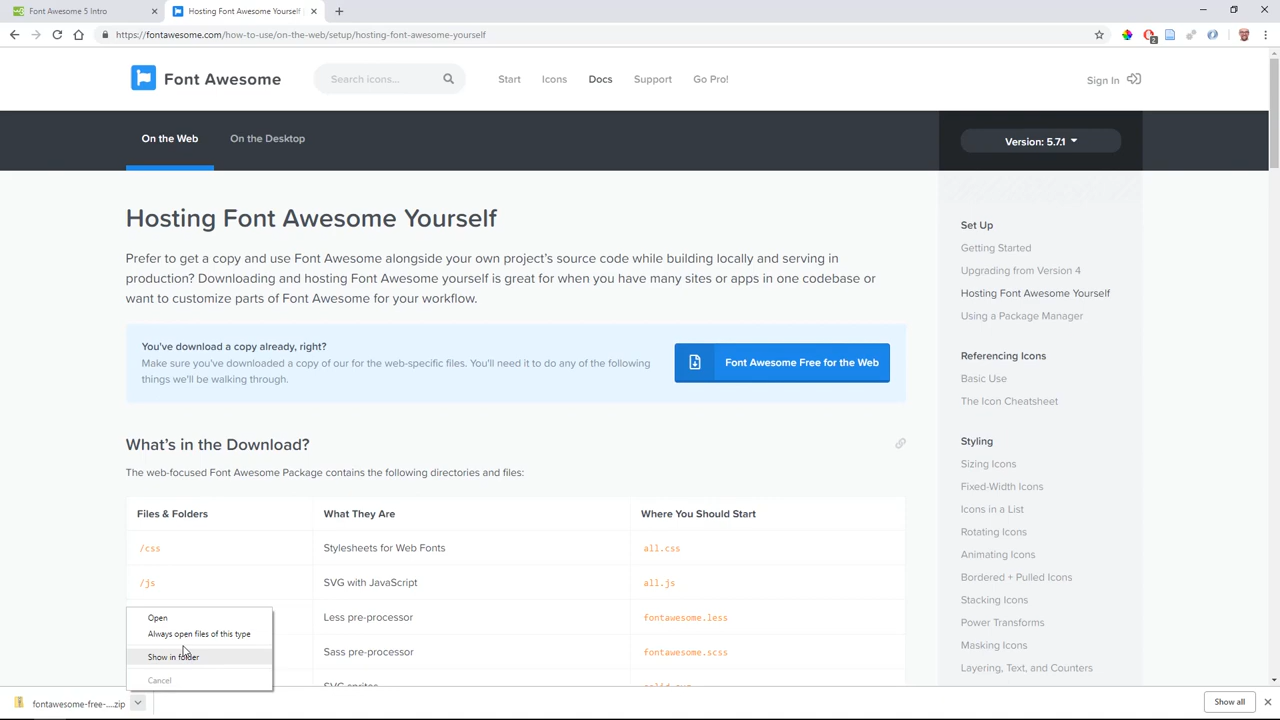 Font Awesome 5 Intro
Hosting Font Awesome Yourself
https://fontawesome.com/how-to-use/on-the-web/setup/hosting-font-awesome-yourself
2
Font Awesome
Search icons...
Start
Icons
Docs
Support
Go Pro!
Sign In
On the Web
On the Desktop
Version: 5.7.1
Hosting Font Awesome Yourself
Prefer to get a copy and use Font Awesome alongside your own project's source code while building locally and serving in
production? Downloading and hosting Font Awesome yourself is great for when you have many sites or apps in one codebase or
want to customize parts of Font Awesome for your workflow.
You've download a copy already, right?
Make sure you've downloaded a copy of our for the web-specific files. You'll need it to do any of the following
things we'll be walking through.
Font Awesome Free for the Web
What's in the Download?
The web-focused Font Awesome Package contains the following directories and files:
Files & Folders
What They Are
Where You Should Start
/css
Stylesheets for Web Fonts
all.css
/js
SVG with JavaScript
all.js
Less pre-processor
fontawesome.less
Sass pre-processor
fontawesome.scss
SVG sprites
solid.svg
Set Up
Getting Started
Upgrading from Version 4
Hosting Font Awesome Yourself
Using a Package Manager
Referencing Icons
Basic Use
The Icon Cheatsheet
Styling
Sizing Icons
Fixed-Width Icons
Icons in a List
Rotating Icons
Animating Icons
Bordered + Pulled Icons
Stacking Icons
Power Transforms
Masking Icons
Layering, Text, and Counters
Open
Always open files of this type
Show in folder
Cancel
fontawesome-free-....zip
Show all